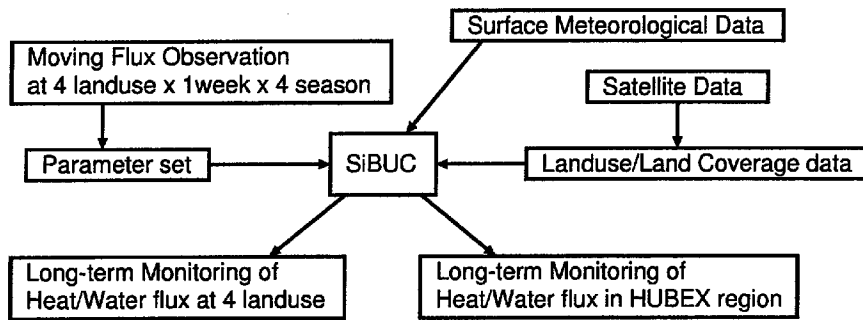 Surface Meteorological Data
Moving Flux Observation
at 4 landuse x 1week x 4 season
Satellite Data
Parameter set
SiBUC
Landuse/Land Coverage data
Long-term Monitoring of
Heat/Water flux at 4 landuse
Long-term Monitoring of
Heat/Water flux in HUBEX region